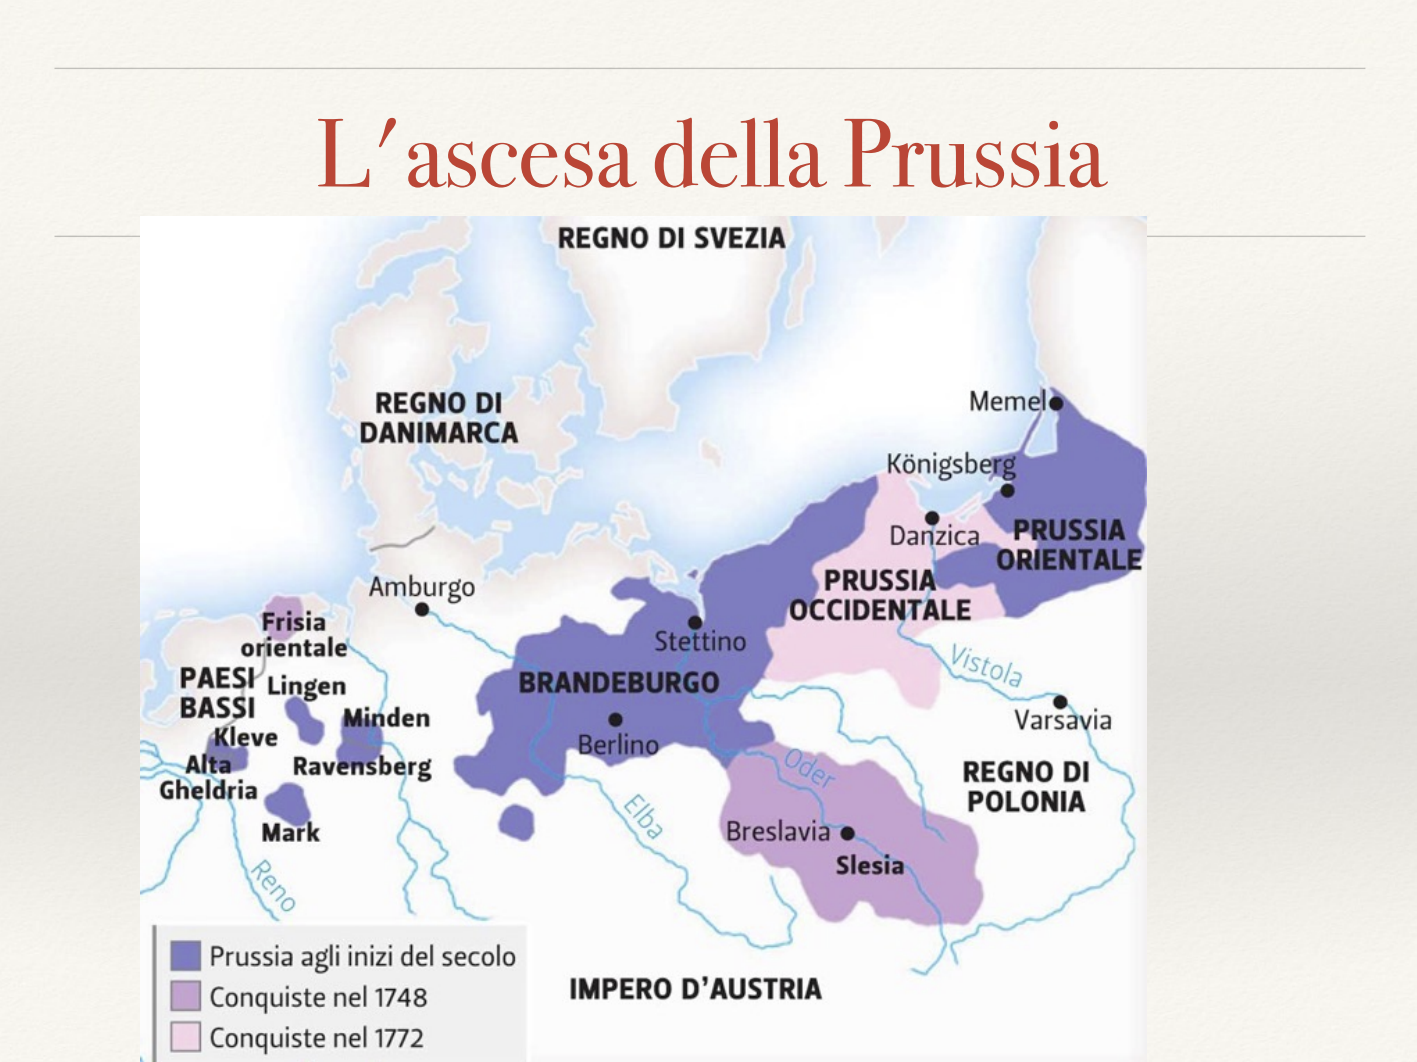 L'ascesa della Prussia
REGNO DI SVEZIA
REGNO DI
DANIMARCA
Memel
Königsberg
Danzica
PRUSSIA
ORIENTALE
PRUSSIA
OCCIDENTALE
Amburgo
Frisia
orientale
Stettino
PAESI
BASSI
Lingen
BRANDEBURGO
Vistola
Minden
Kleve
Berlino
Varsavia
Alta
Gheldria
Ravensberg
Oder
REGNO DI
POLONIA
Mark
Elba
Breslavia
Slesia
Reno
Prussia agli inizi del secolo
Conquiste nel 1748
Conquiste nel 1772
IMPERO D’AUSTRIA